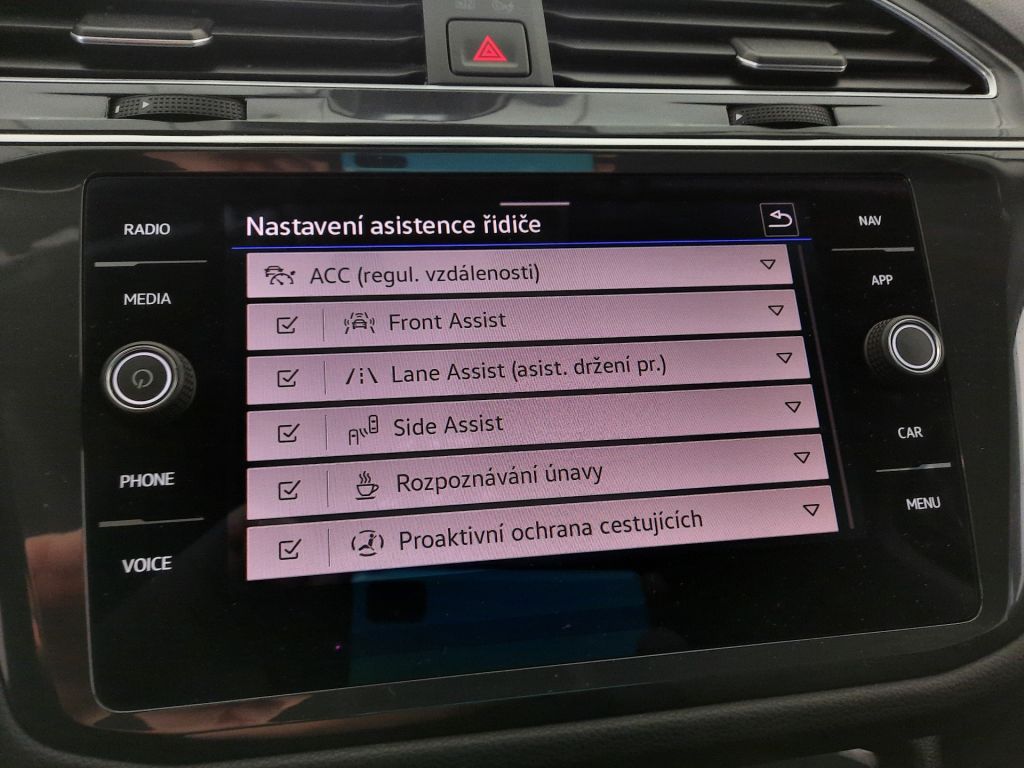 Nastavení asistence řidiče
ACC (regul. vzdálenosti)
Front Assist
Lane Assist (asist. držení pr.)
Side Assist
Rozpoznávání únavy
Proaktivní ochrana cestujících
RADIO
MEDIA
PHONE
VOICE
NAV
APP
CAR
MENU